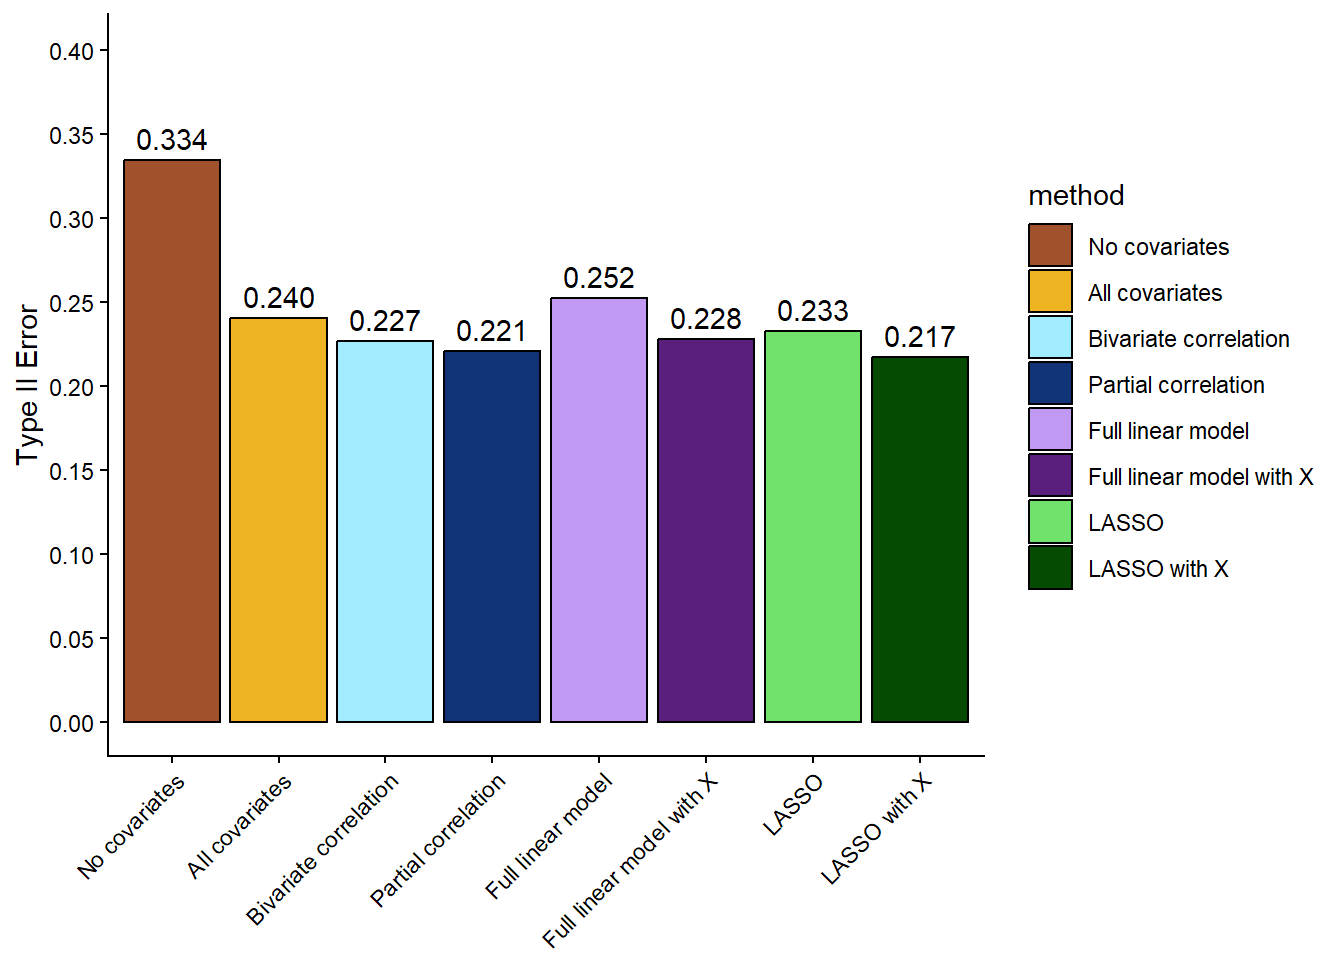 0.40
0.35
0.30
0.25
0.20
0.15
0.10
0.05
0.00
Type II Error
0.334
0.240
0.227
0.221
0.252
0.228
0.233
0.217
No covariates
All covariates
Bivariate correlation
Partial correlation
Full linear model
Full linear model with X
LASSO
LASSO with X
method
No covariates
All covariates
Bivariate correlation
Partial correlation
Full linear model
Full linear model with X
LASSO
LASSO with X